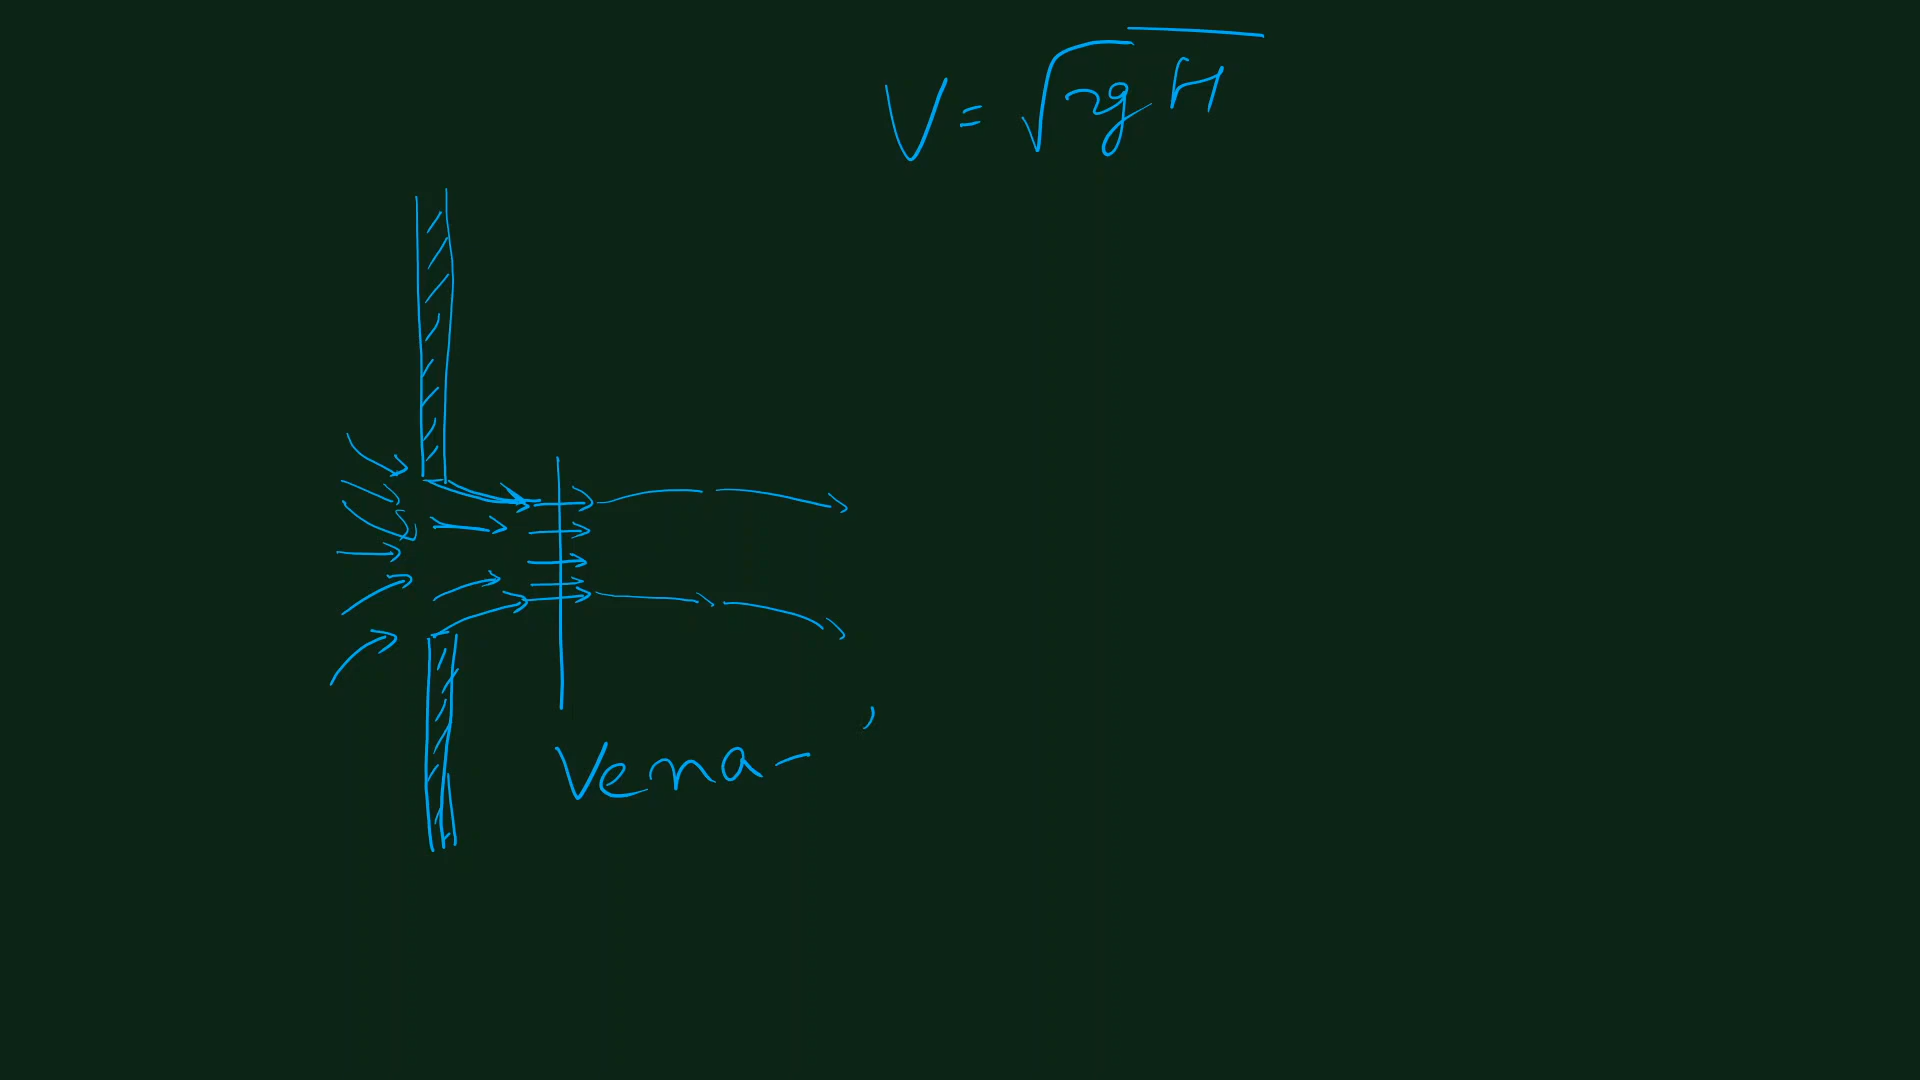 V = √2gH
Vena-